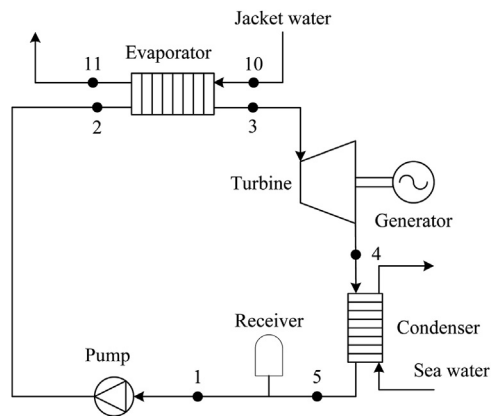 Jacket water
Evaporator
11
10
2
3
Turbine
Generator
4
Receiver
Condenser
Pump
1
5
Sea water